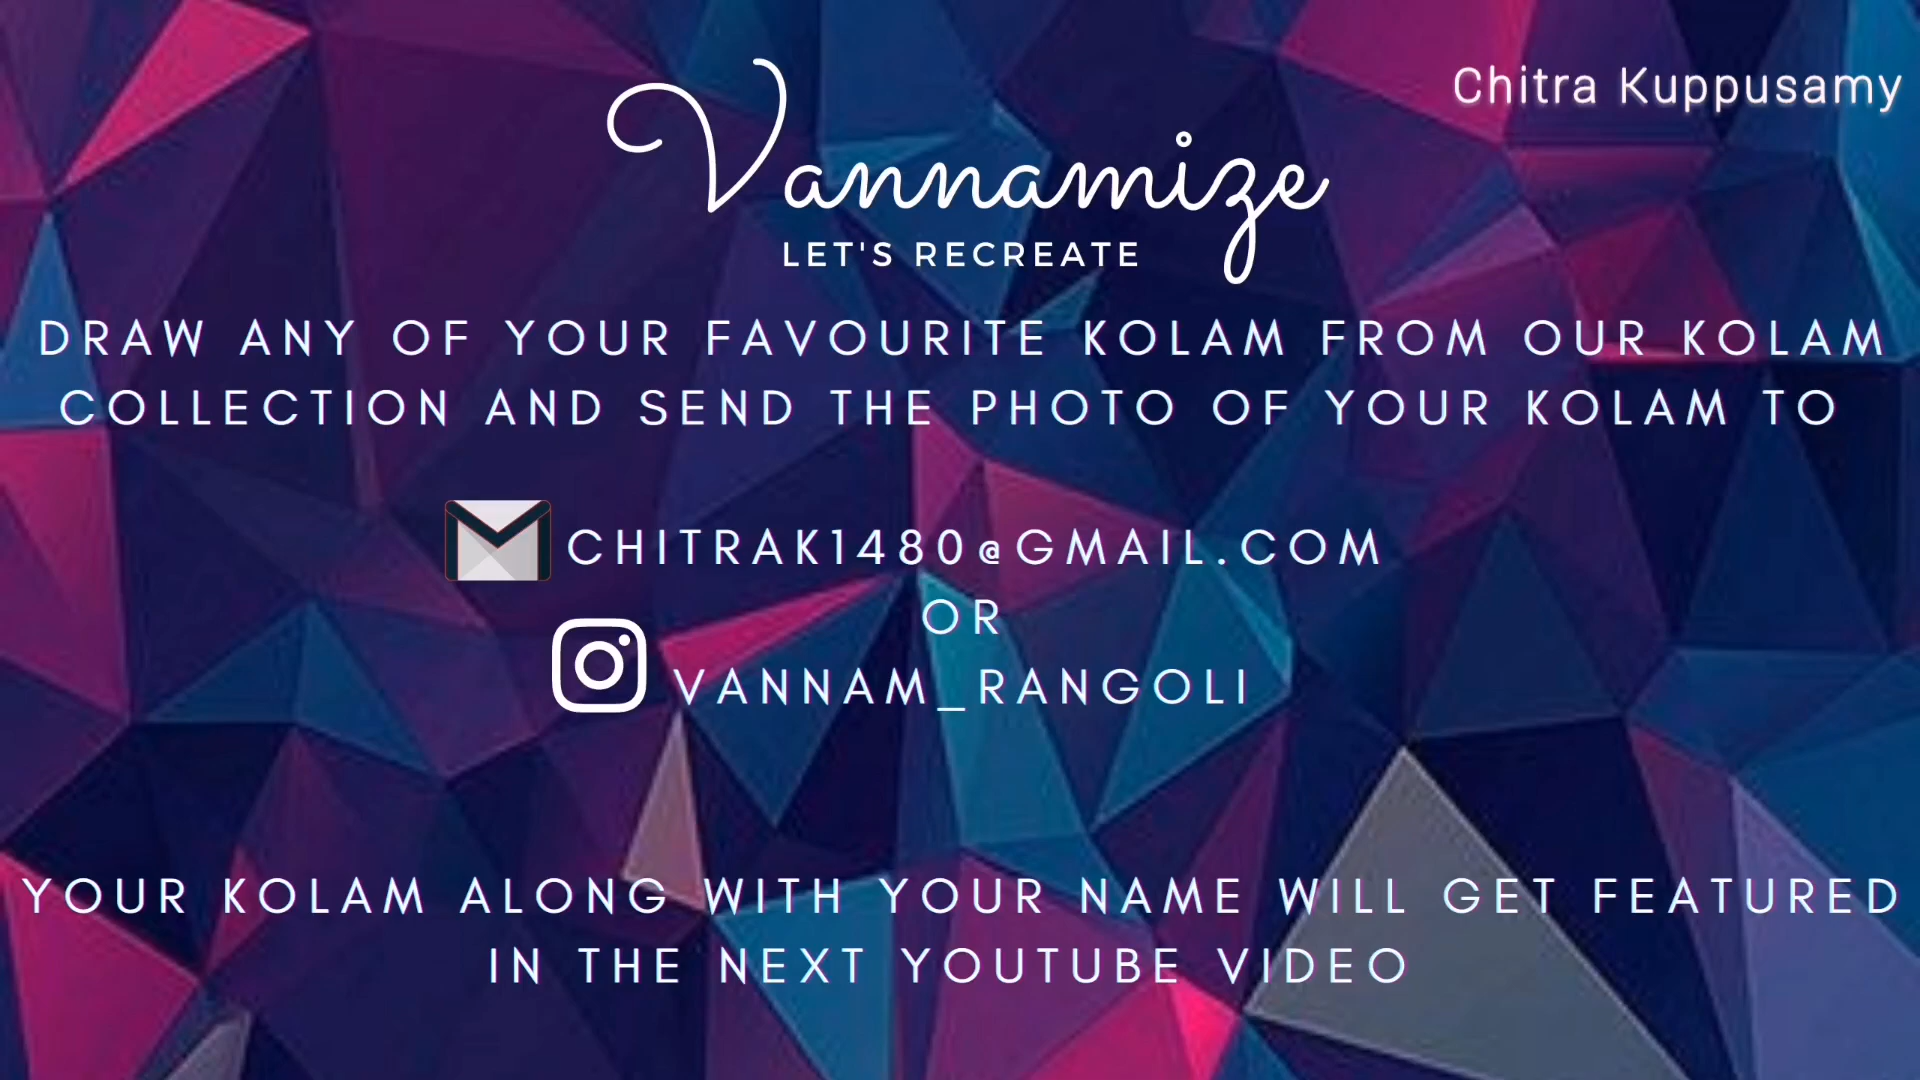 Chitra Kuppusamy
Vannamize
LET'S RECREATE
DRAW ANY OF YOUR FAVOURITE KOLAM FROM OUR KOLAM
COLLECTION AND SEND THE PHOTO OF YOUR KOLAM TO
CHITRAK1480@GMAIL.COM
OR
VANNAM_RANGOLI
YOUR KOLAM ALONG WITH YOUR NAME WILL GET FEATURED
IN THE NEXT YOUTUBE VIDEO